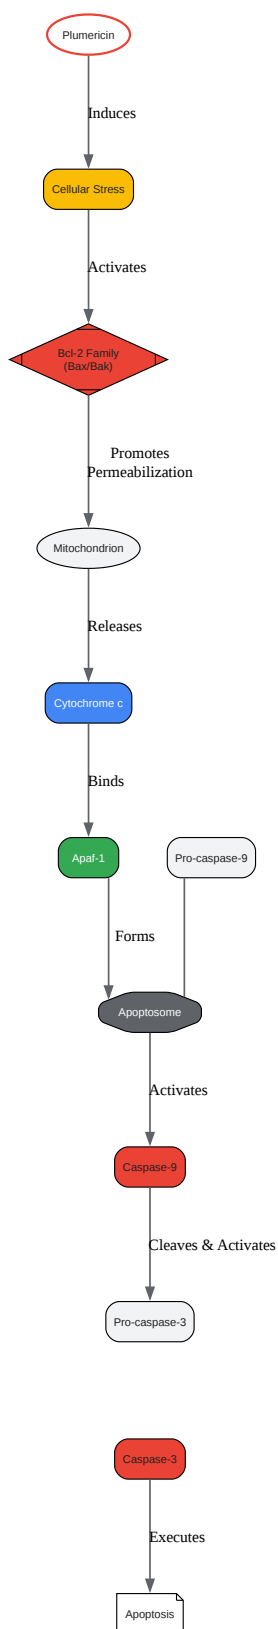 Plumericin
Induces
Cellular Stress
Activates
Bcl-2 Family
(Bax/Bak)
Promotes
Permeabilization
Mitochondrion
Releases
Cytochrome c
Binds
Apaf-1
Pro-caspase-9
Forms
Apoptosome
Activates
Caspase-9
Cleaves & Activates
Pro-caspase-3
Caspase-3
Executes
Apoptosis